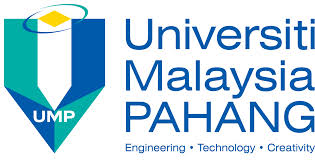 UMP
Universiti
Malaysia
PAHANG
Engineering • Technology • Creativity